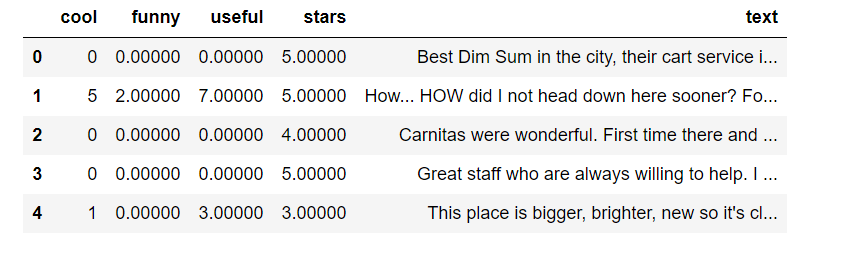 cool funny useful stars text
0 0 0.00000 0.00000 5.00000 Best Dim Sum in the city, their cart service i...
1 5 2.00000 7.00000 5.00000 How... HOW did I not head down here sooner? Fo...
2 0 0.00000 0.00000 4.00000 Carnitas were wonderful. First time there and ...
3 0 0.00000 0.00000 5.00000 Great staff who are always willing to help. I ...
4 1 0.00000 3.00000 3.00000 This place is bigger, brighter, new so it's cl...